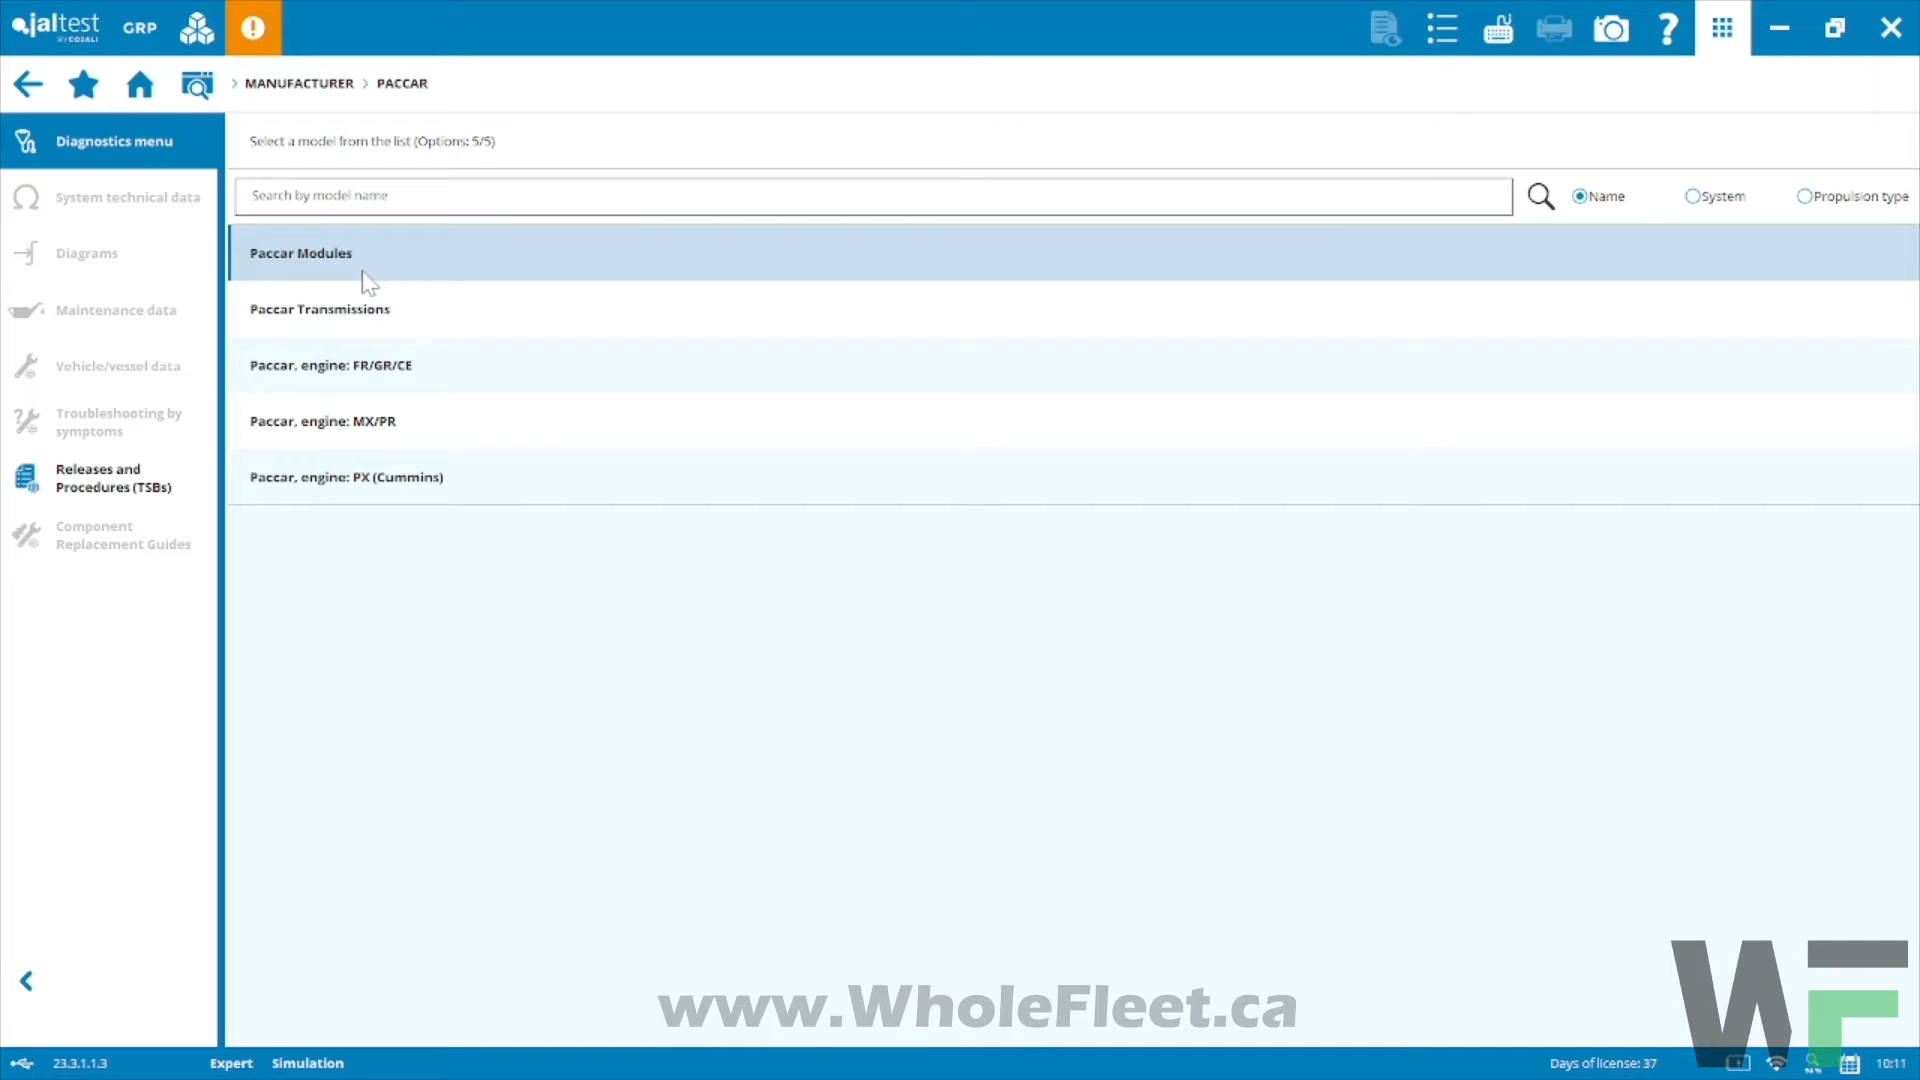 jaltest
BY COJALI
GRP
MANUFACTURER > PACCAR
Diagnostics menu
System technical data
Diagrams
Maintenance data
Vehicle/vessel data
Troubleshooting by
symptoms
Releases and
Procedures (TSBs)
Component
Replacement Guides
Select a model from the list (Options: 5/5)
Search by model name
Name
System
Propulsion type
Paccar Modules
Paccar Transmissions
Paccar, engine: FR/GR/CE
Paccar, engine: MX/PR
Paccar, engine: PX (Cummins)
www.WholeFleet.ca
WF
23.3.1.1.3
Expert
Simulation
Days of license: 37
94 %
10:11